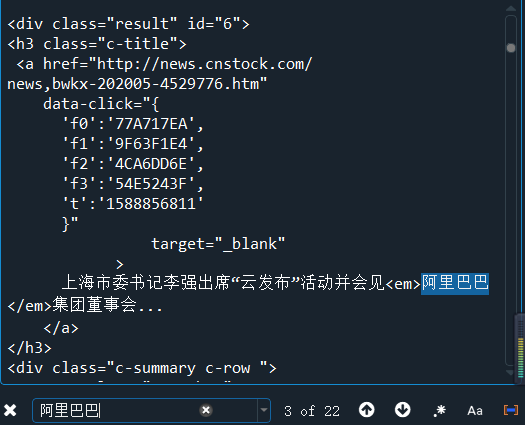 <div class="result" id="6">
<h3 class="c-title">
<a href="http://news.cnstock.com/
news,bwkx-202005-4529776.htm"
data-click="{
'f0':'77A717EA',
'f1':'9F63F1E4',
'f2':'4CA6DD6E',
'f3':'54E5243F',
't':'1588856811'
}"
target="_blank"
>
上海市委书记李强出席“云发布”活动并会见<em>阿里巴巴
</em>集团董事会...
</a>
</h3>
<div class="c-summary c-row ">
阿里巴巴 3 of 22 .* Aa